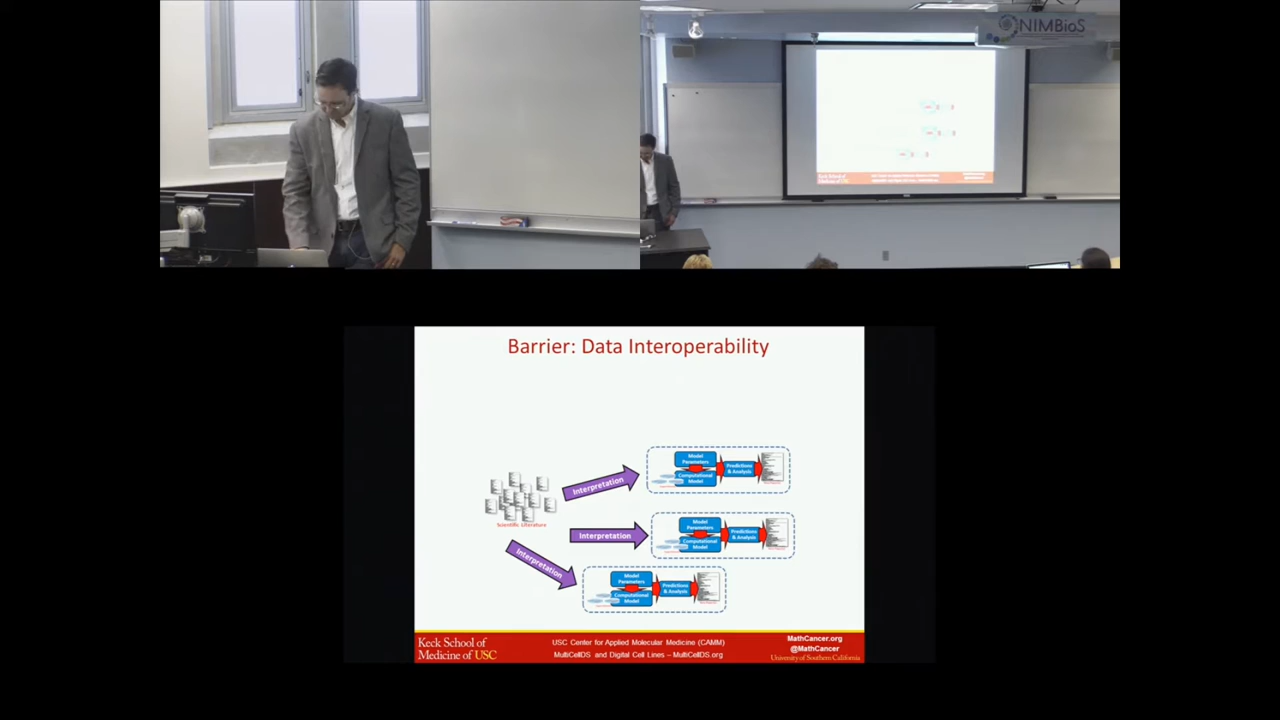 NIMBioS
Barrier: Data Interoperability
Scientific Literature
Interpretation
Model
Parameters
Computational
Model
Predictions
& Analysis
Interpretation
Model
Parameters
Computational
Model
Predictions
& Analysis
Interpretation
Model
Parameters
Computational
Model
Predictions
& Analysis
Keck School of
Medicine of USC
USC Center for Applied Molecular Medicine (CAMM)
MultiCellDS and Digital Cell Lines – MultiCellDS.org
MathCancer.org
@MathCancer
University of Southern California